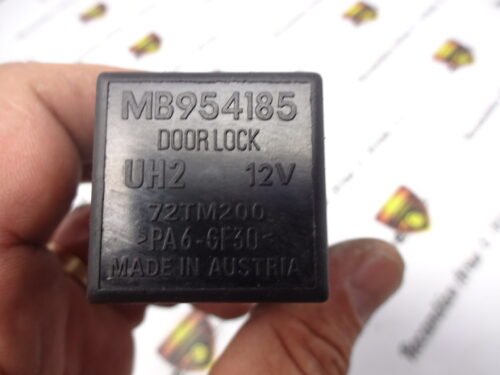 MB954185
DOOR LOCK
UH2 12V
72TM200
>PA6-GF30<
MADE IN AUSTRIA